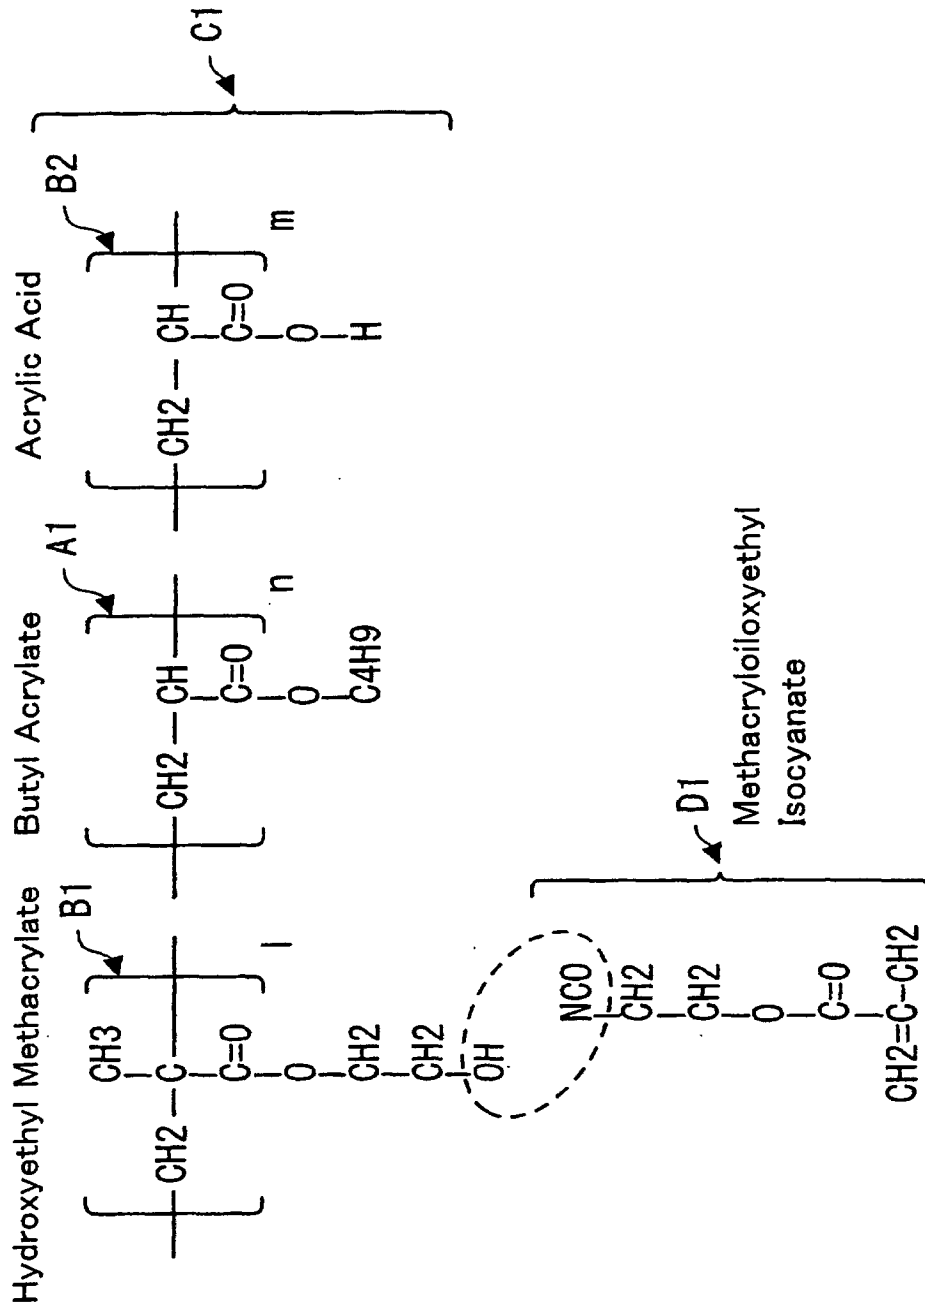 Hydroxyethyl Methacrylate Butyl Acrylate Acrylic Acid
B1 A1 B2 C1
CH3
CH2 — C CH2 — CH CH2 — CH
C=O l C=O n C=O m
O O O
CH2 C4H9 H
CH2
OH
NCO
CH2
CH2
O
C=O
CH2=C-CH2
D1
Methacryloiloxyethyl
Isocyanate